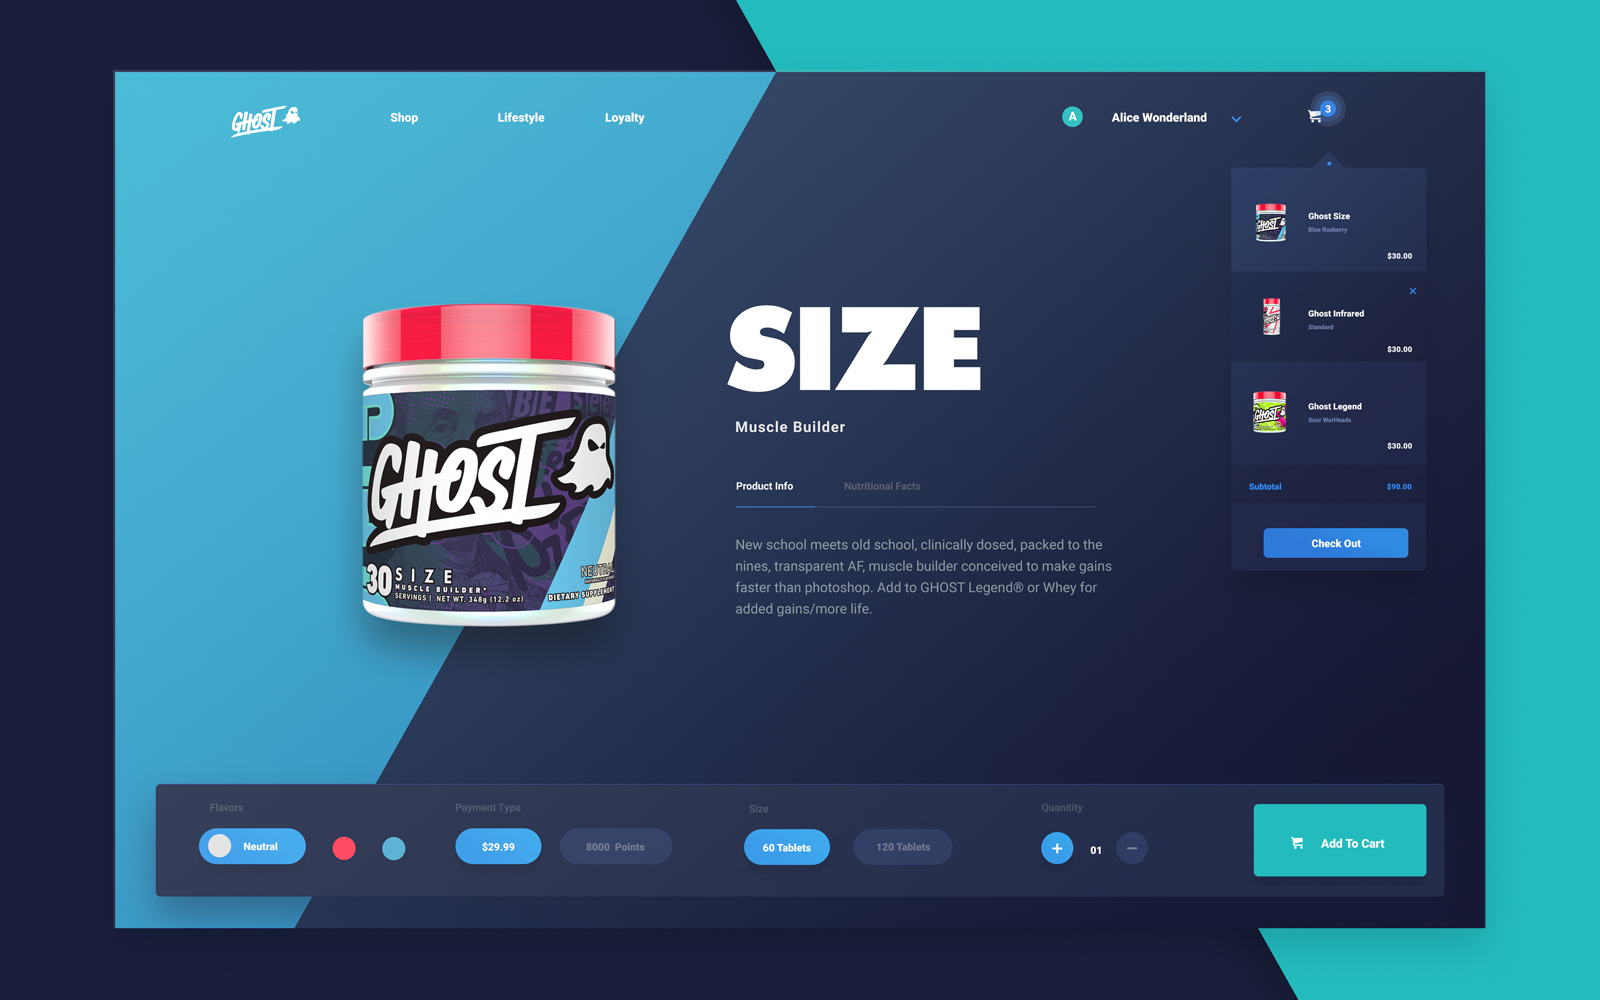 GHOST
Shop
Lifestyle
Loyalty
A
Alice Wonderland
3
Ghost Size
Blue Rasberry
$30.00
Ghost Infrared
Standard
$30.00
GHOST
Ghost Legend
Sour WarHeads
$30.00
Subtotal
$90.00
Check Out
SIZE
Muscle Builder
Product Info
Nutritional Facts
New school meets old school, clinically dosed, packed to the
nines, transparent AF, muscle builder conceived to make gains
faster than photoshop. Add to GHOST Legend® or Whey for
added gains/more life.
GHOST
30
SIZE
MUSCLE BUILDER*
SERVINGS | NET WT. 348g (12.2 oz)
DIETARY SUPPLEMENT
Flavors
Neutral
Payment Type
$29.99
8000 Points
Size
60 Tablets
120 Tablets
Quanitity
+
01
−
Add To Cart